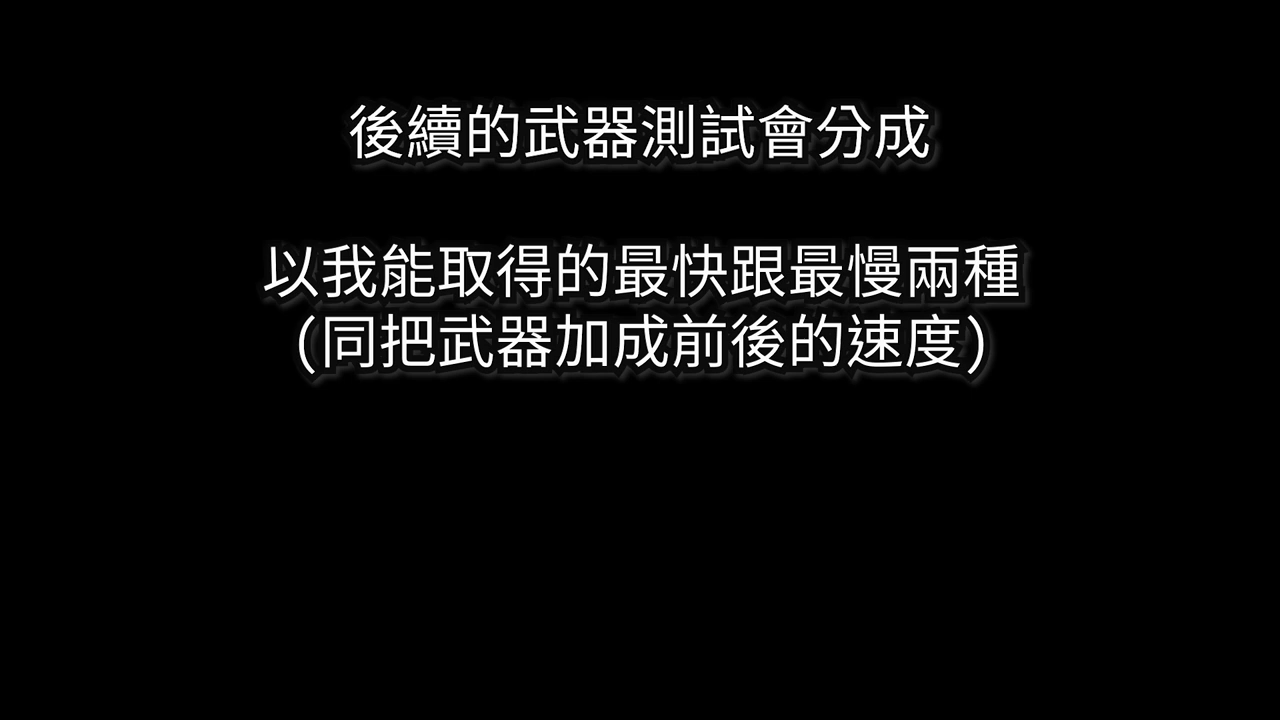 後續的武器測試會分成
以我能取得的最快跟最慢兩種
(同把武器加成前後的速度)